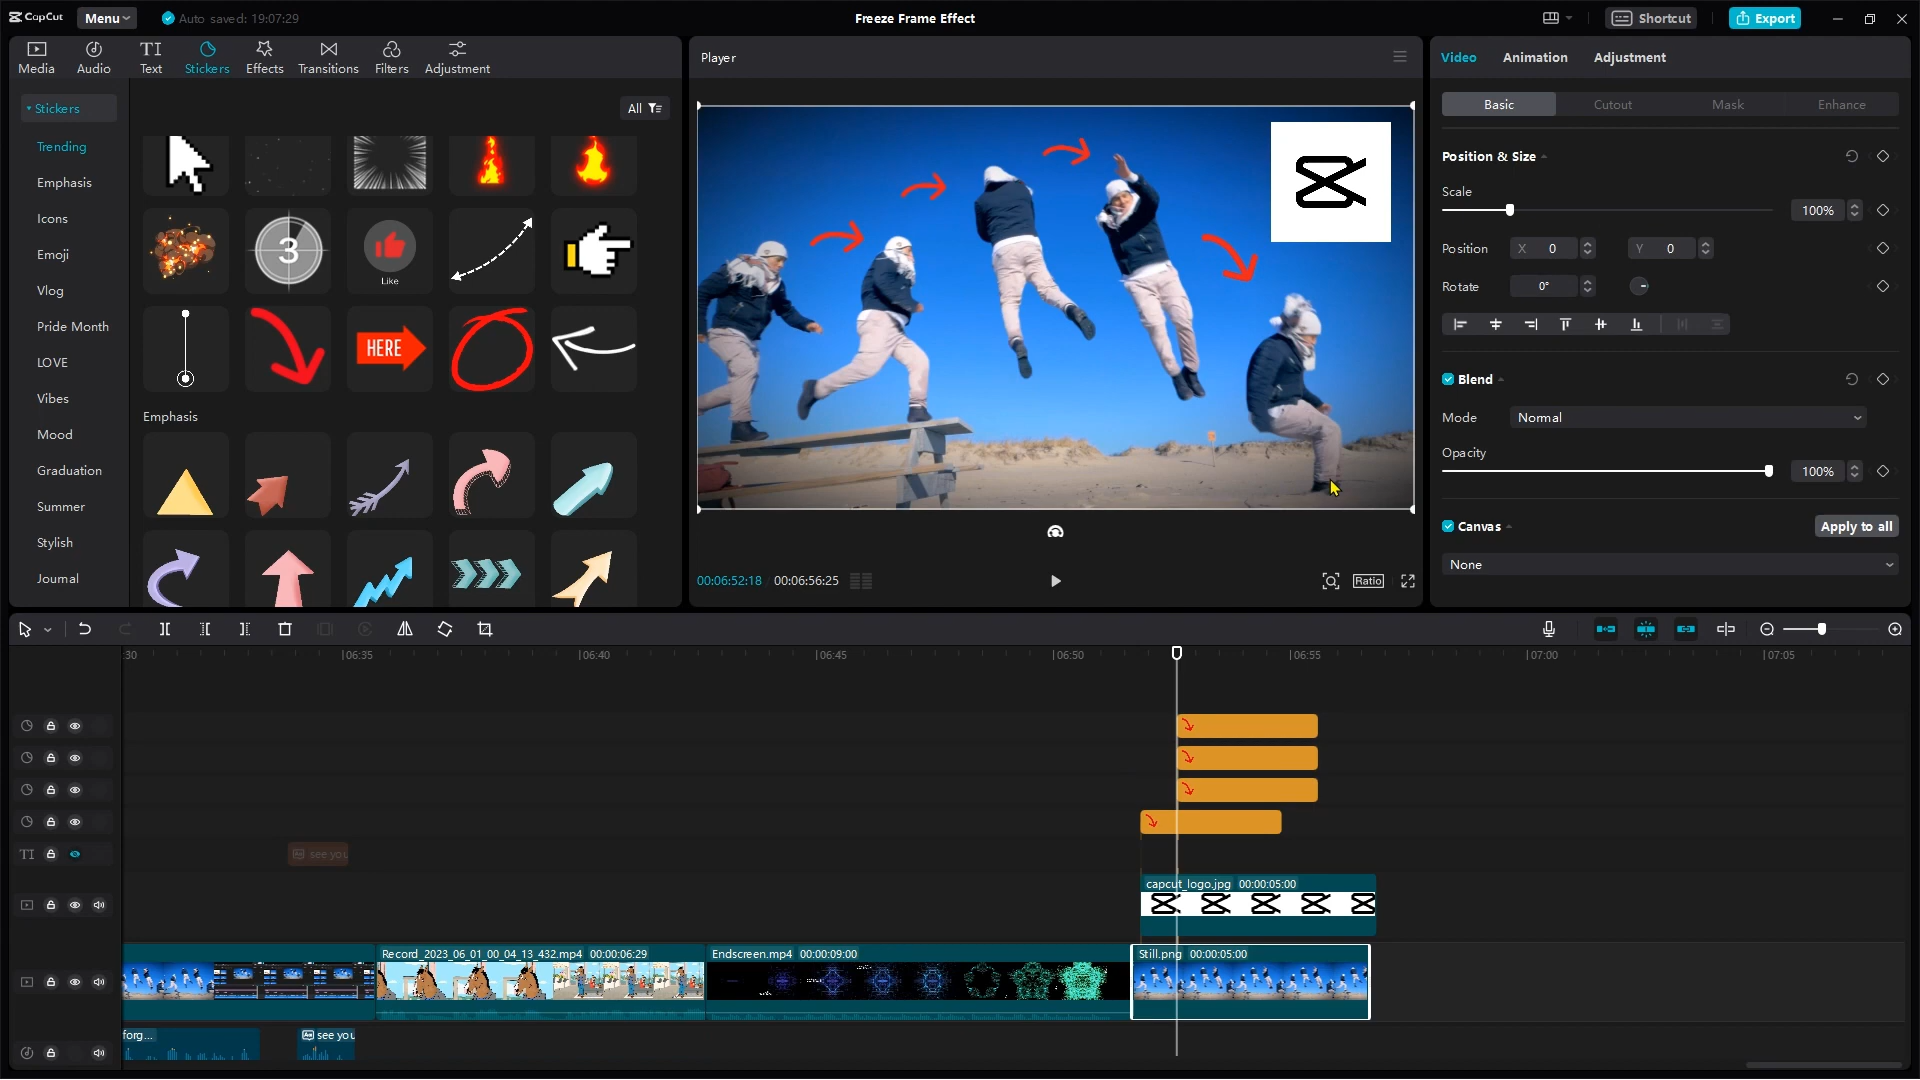 CapCut
Menu
Auto saved: 19:07:29
Freeze Frame Effect
Shortcut
Export
Media
Audio
TI
Text
Stickers
Effects
Transitions
Filters
Adjustment
Player
Video
Animation
Adjustment
Stickers
All
Basic
Cutout
Mask
Enhance
Trending
Emphasis
Icons
Emoji
Vlog
Pride Month
LOVE
Vibes
Mood
Graduation
Summer
Stylish
Journal
3
Like
HERE
Emphasis
Position & Size
Scale
100%
Position
X 0
Y 0
Rotate
0°
Blend
Mode
Normal
Opacity
100%
Canvas
Apply to all
None
00:06:52:18
00:06:56:25
Ratio
:30
06:35
06:40
06:45
06:50
06:55
07:00
07:05
TI
see you
capcut_logo.jpg 00:00:05:00
Record_2023_06_01_00_04_13_432.mp4 00:00:06:29
Endscreen.mp4 00:00:09:00
Still.png 00:00:05:00
forg...
see you